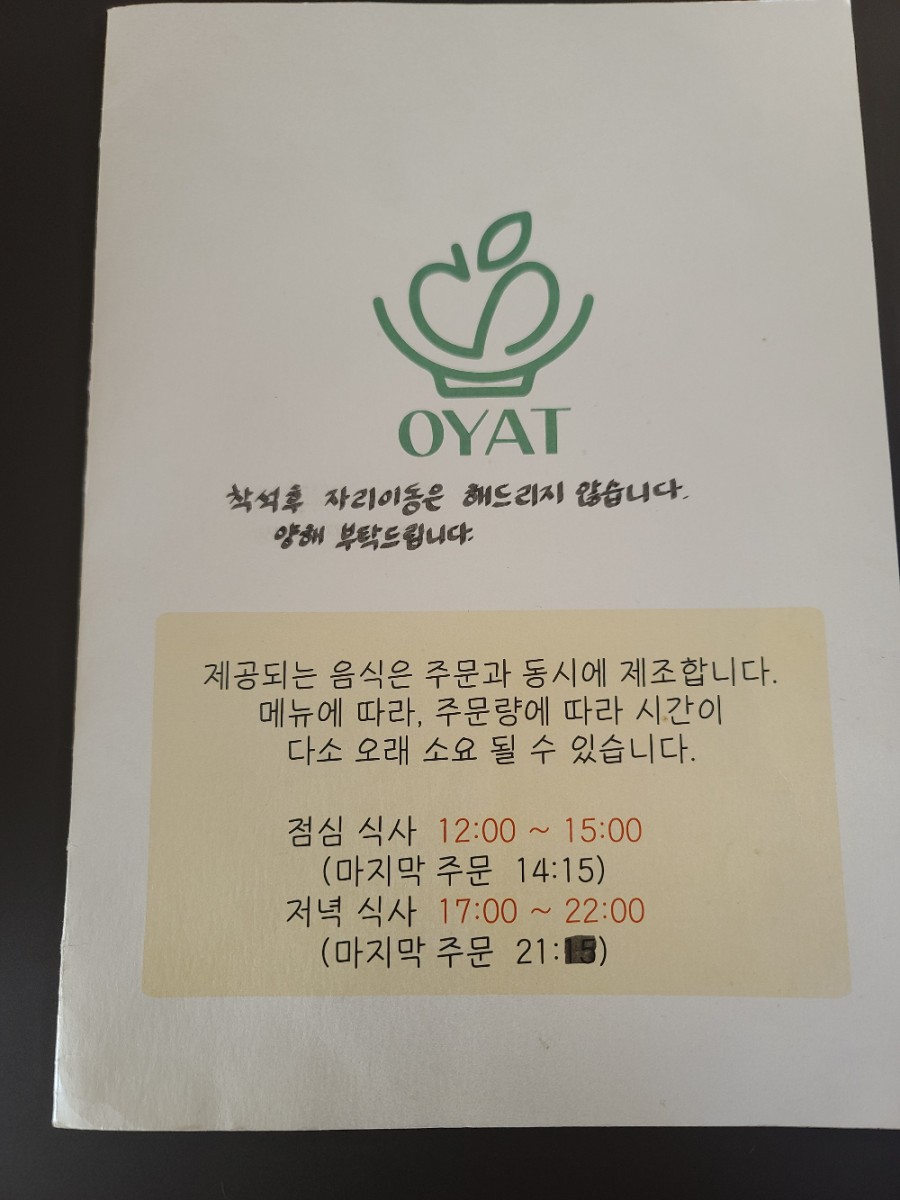 OYAT
착석후 자리이동은 해드리지 않습니다.
양해 부탁드립니다.
제공되는 음식은 주문과 동시에 제조합니다.
메뉴에 따라, 주문량에 따라 시간이
다소 오래 소요 될 수 있습니다.
점심 식사 12:00 ~ 15:00
(마지막 주문 14:15)
저녁 식사 17:00 ~ 22:00
(마지막 주문 21:)